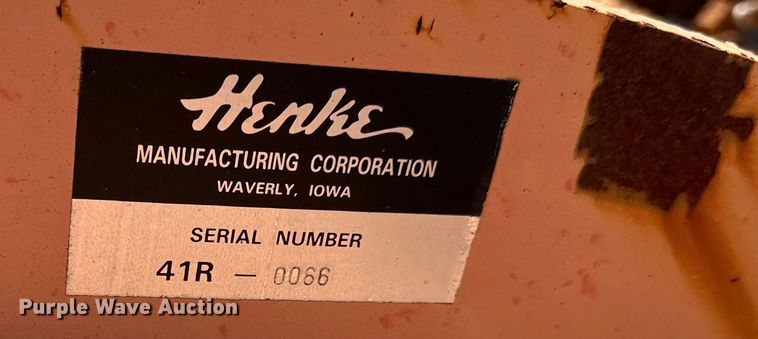 Henke
MANUFACTURING CORPORATION
WAVERLY, IOWA
SERIAL NUMBER
41R — 0066
Purple Wave Auction